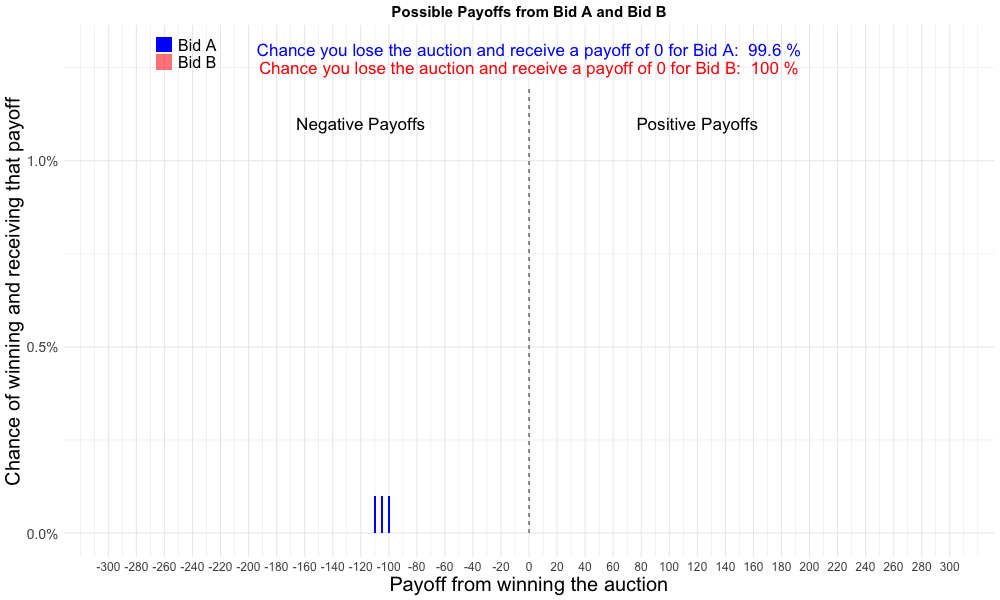 Possible Payoffs from Bid A and Bid B
Bid A
Bid B
Chance you lose the auction and receive a payoff of 0 for Bid A:  99.6 %
Chance you lose the auction and receive a payoff of 0 for Bid B:  100 %
Negative Payoffs
Positive Payoffs
Chance of winning and receiving that payoff
1.0%
0.5%
0.0%
-300 -280 -260 -240 -220 -200 -180 -160 -140 -120 -100 -80 -60 -40 -20 0 20 40 60 80 100 120 140 160 180 200 220 240 260 280 300
Payoff from winning the auction